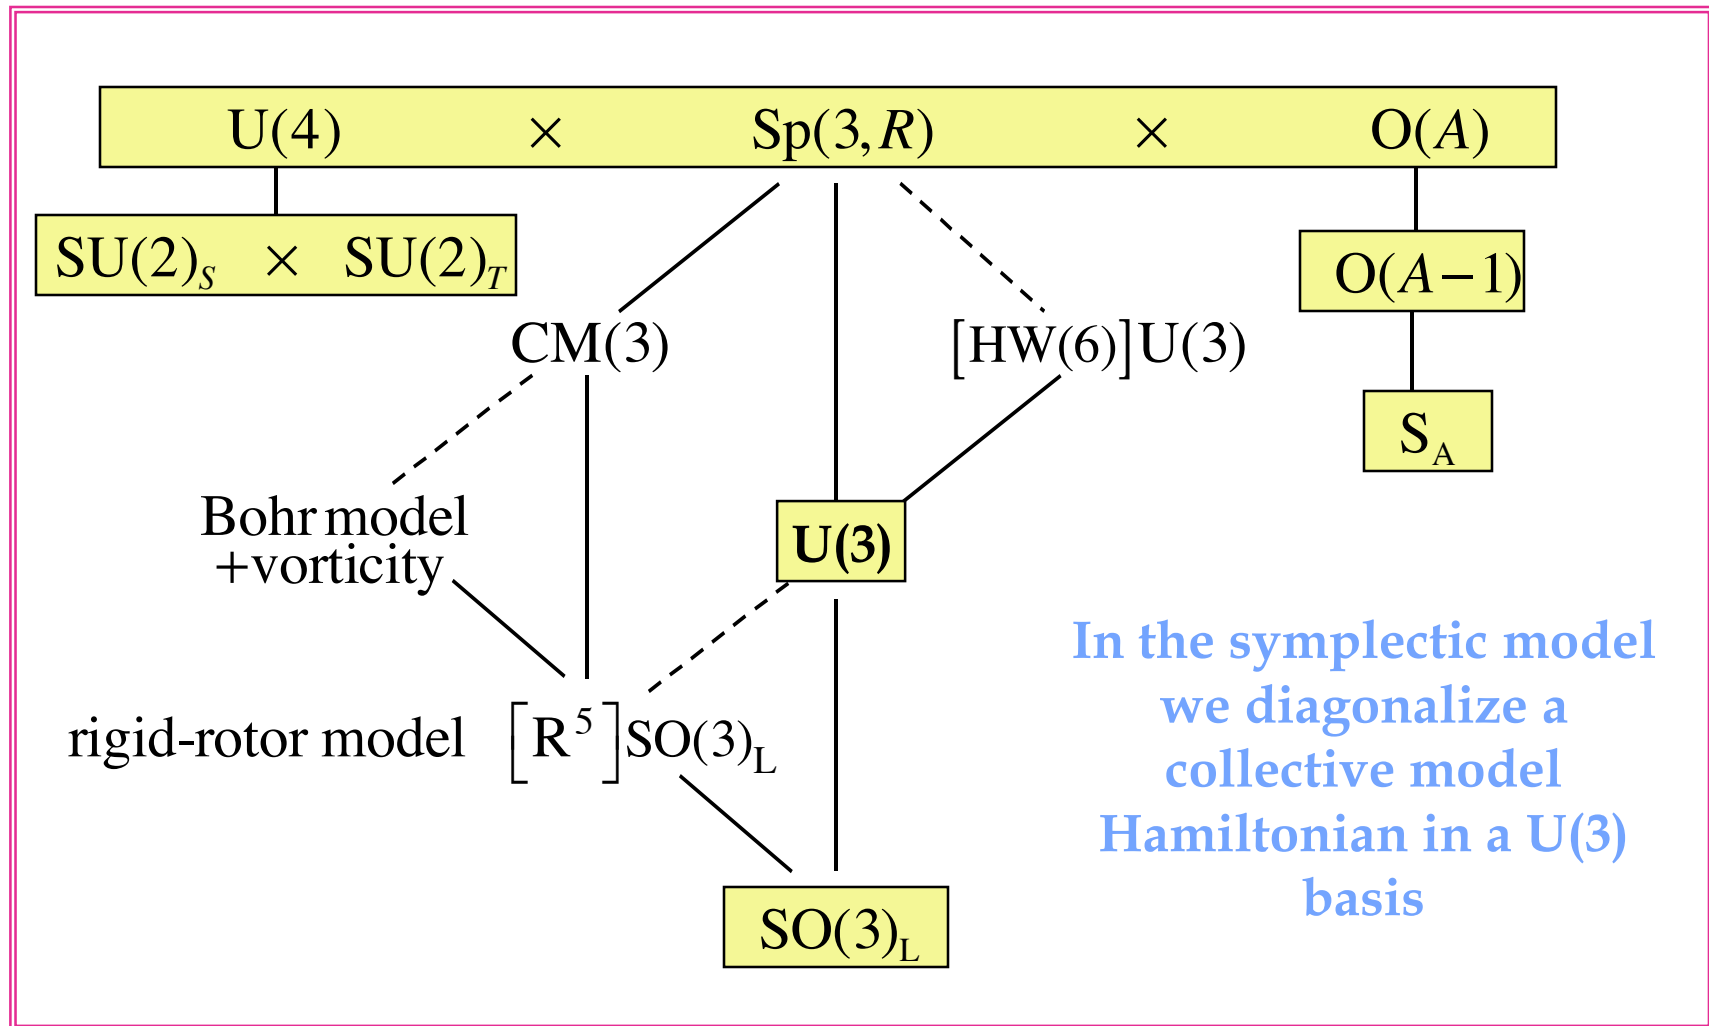 U(4) × Sp(3,R) × O(A)
SU(2)S × SU(2)T
O(A−1)
CM(3)
[HW(6)]U(3)
SA
Bohr model
+vorticity
U(3)
rigid-rotor model [R5]SO(3)L
SO(3)L
In the symplectic model
we diagonalize a
collective model
Hamiltonian in a U(3)
basis